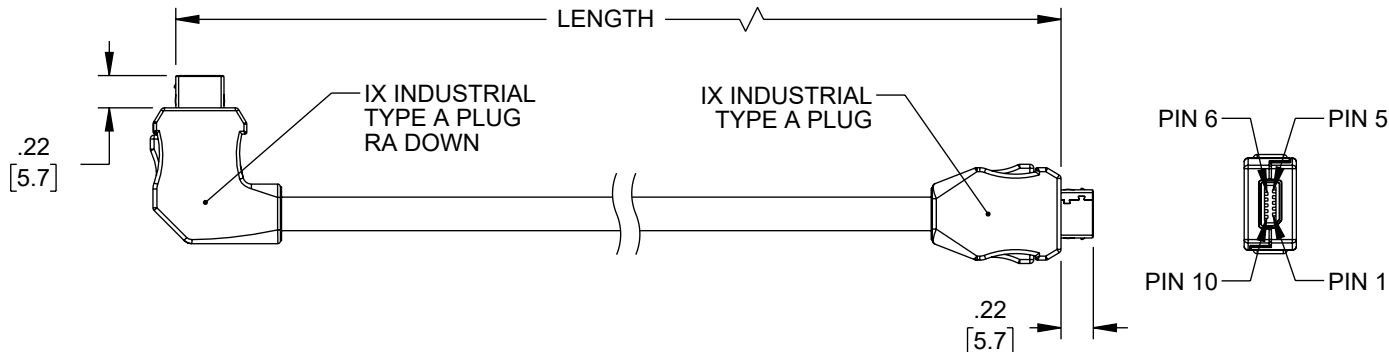 LENGTH
IX INDUSTRIAL
TYPE A PLUG
RA DOWN
IX INDUSTRIAL
TYPE A PLUG
PIN 6
PIN 5
.22
[5.7]
PIN 10
PIN 1
.22
[5.7]